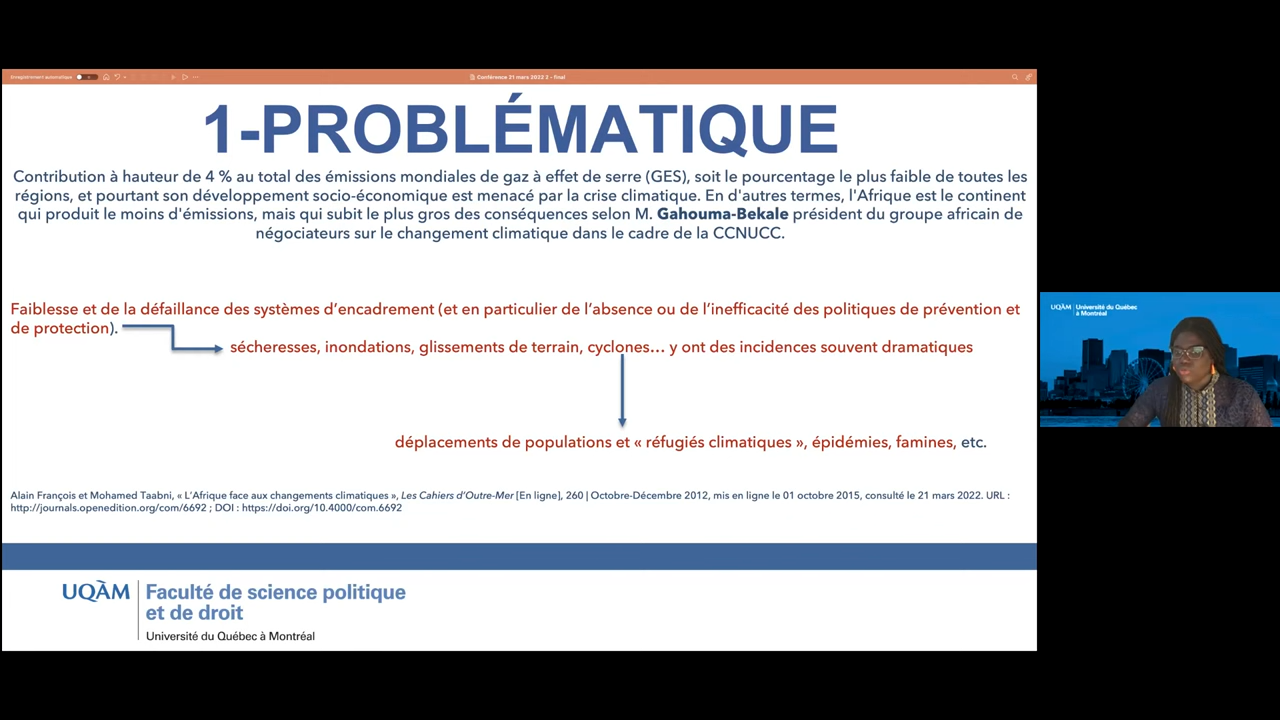 Enregistrement automatique
Conférence 21 mars 2022 2 - final
1-PROBLÉMATIQUE
Contribution à hauteur de 4 % au total des émissions mondiales de gaz à effet de serre (GES), soit le pourcentage le plus faible de toutes les
régions, et pourtant son développement socio-économique est menacé par la crise climatique. En d'autres termes, l'Afrique est le continent
qui produit le moins d'émissions, mais qui subit le plus gros des conséquences selon M. Gahouma-Bekale président du groupe africain de
négociateurs sur le changement climatique dans le cadre de la CCNUCC.
Faiblesse et de la défaillance des systèmes d’encadrement (et en particulier de l’absence ou de l’inefficacité des politiques de prévention et
de protection).
sécheresses, inondations, glissements de terrain, cyclones… y ont des incidences souvent dramatiques
déplacements de populations et « réfugiés climatiques », épidémies, famines, etc.
Alain François et Mohamed Taabni, « L’Afrique face aux changements climatiques », Les Cahiers d’Outre-Mer [En ligne], 260 | Octobre-Décembre 2012, mis en ligne le 01 octobre 2015, consulté le 21 mars 2022. URL :
http://journals.openedition.org/com/6692 ; DOI : https://doi.org/10.4000/com.6692
UQÀM Faculté de science politique
et de droit
Université du Québec à Montréal
UQÀM Université du Québec
à Montréal